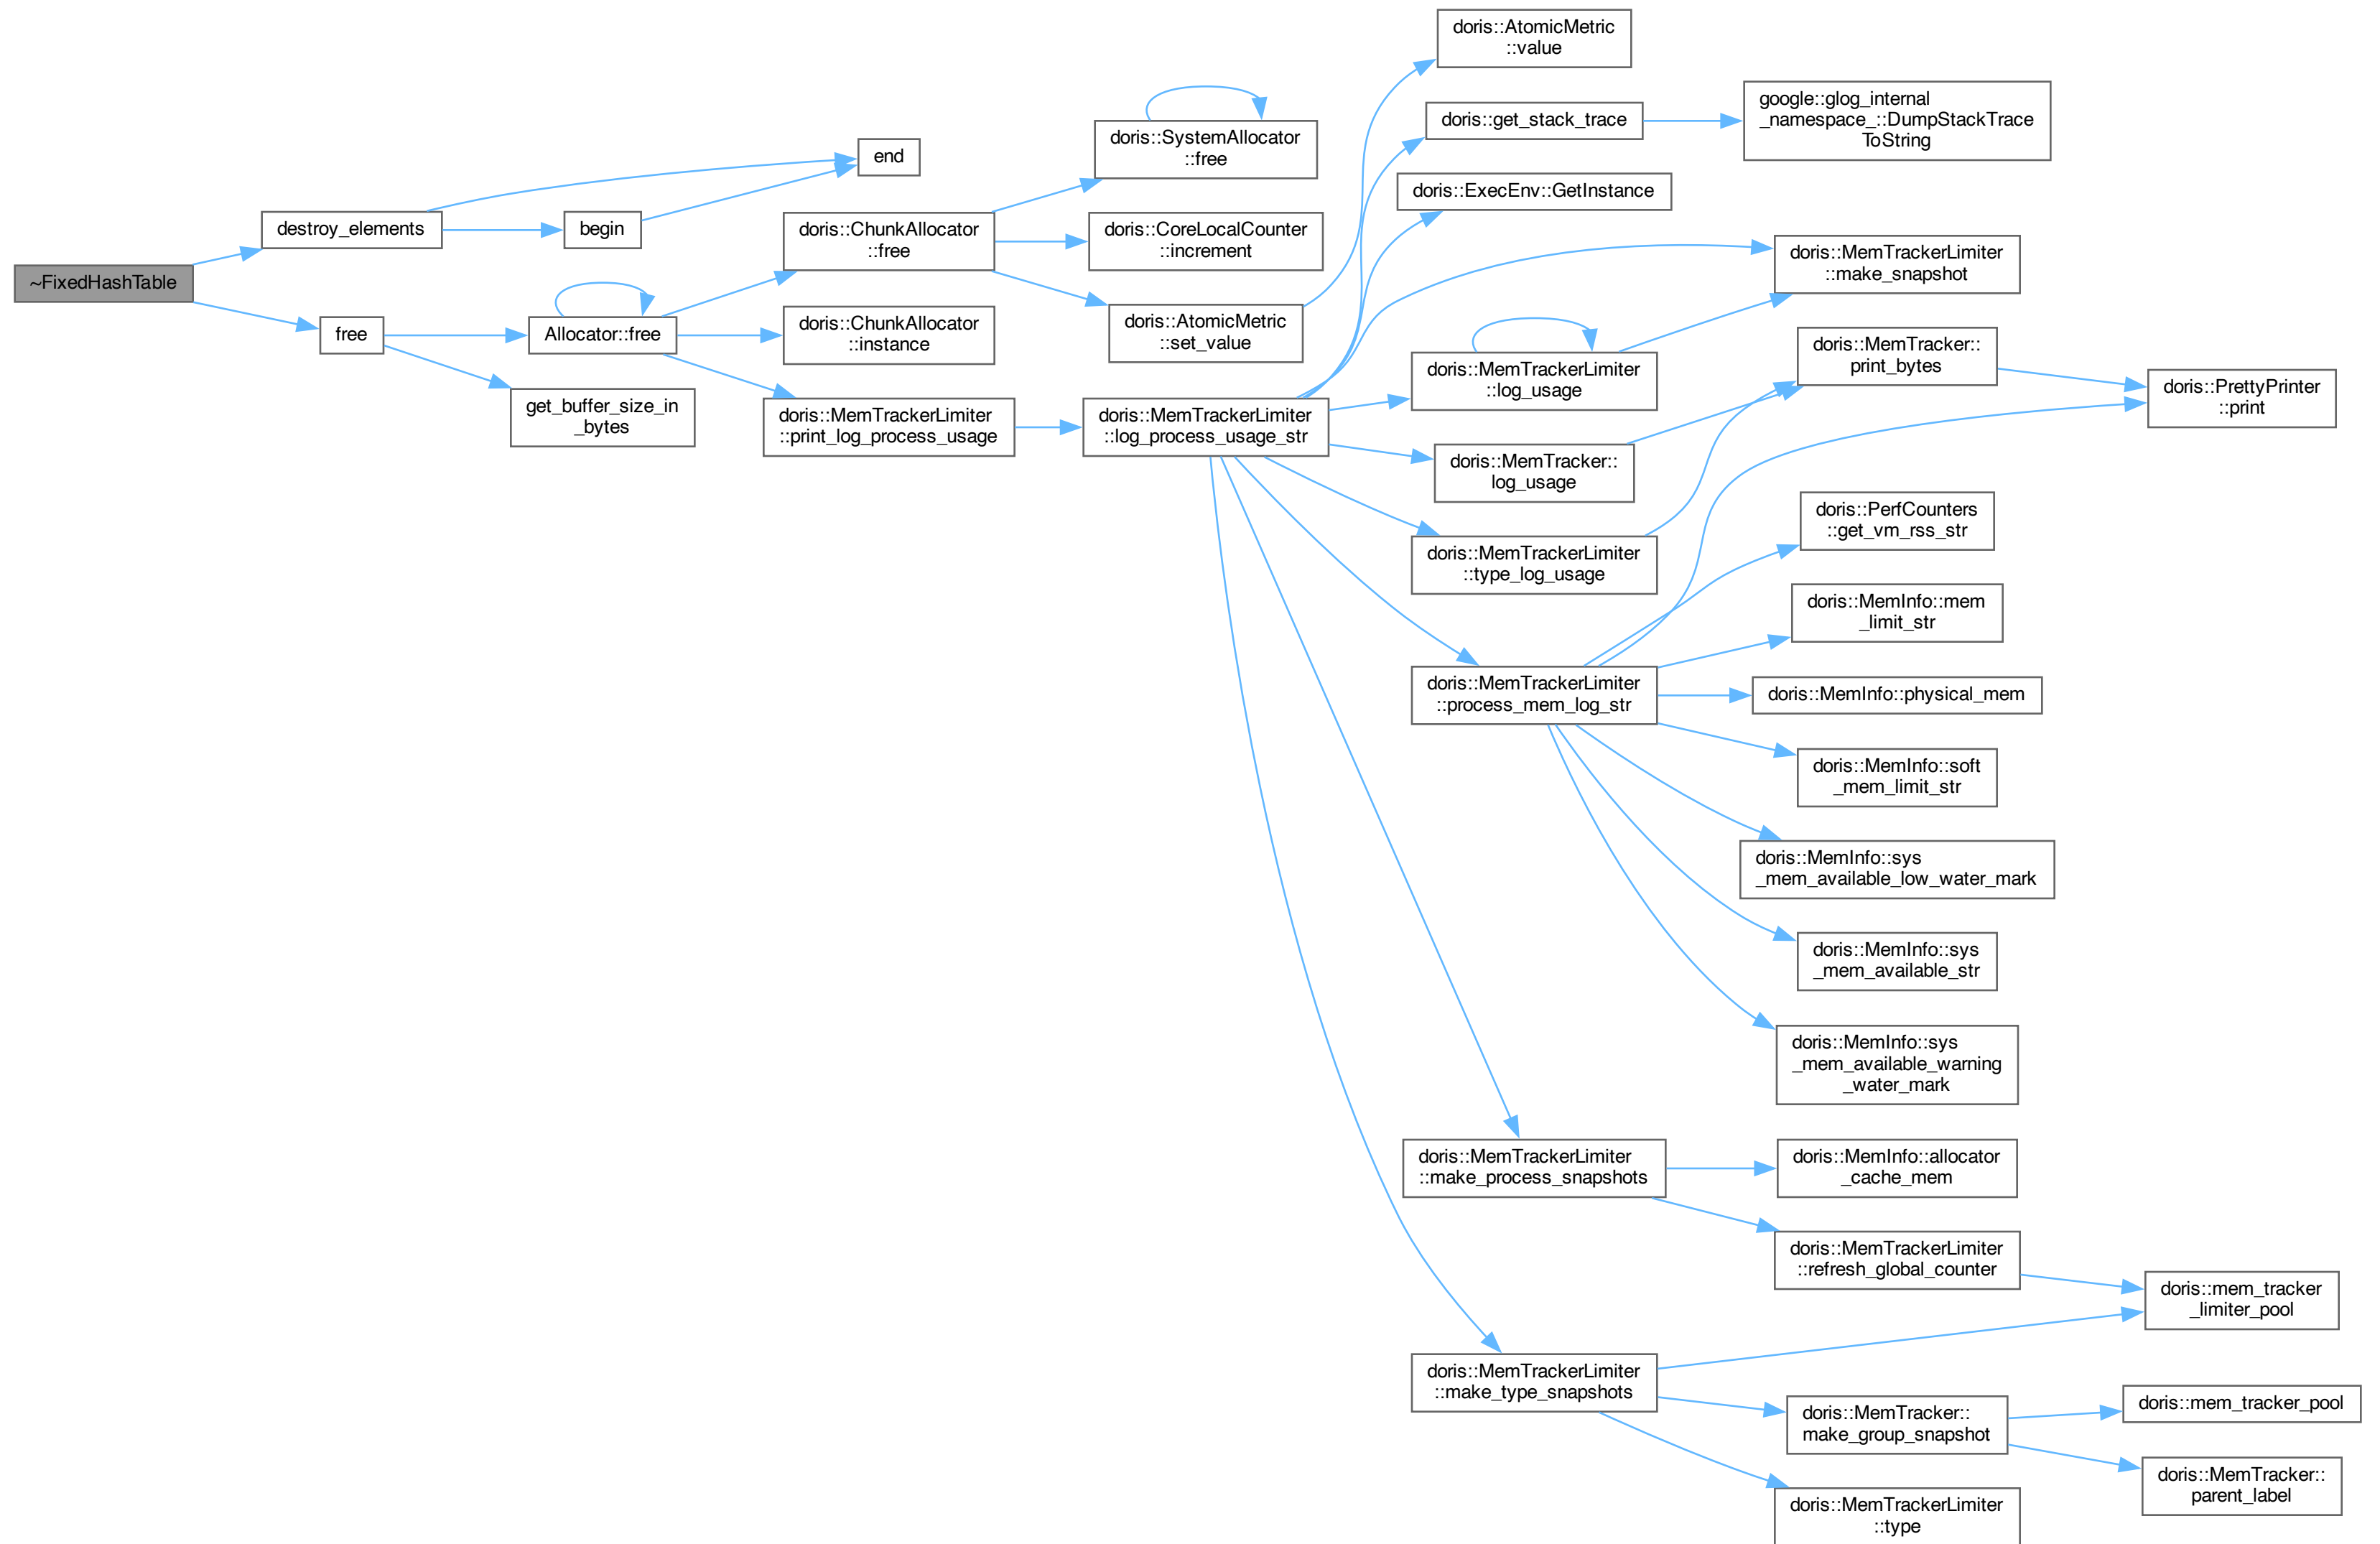 ~FixedHashTable
destroy_elements
free
begin
end
Allocator::free
get_buffer_size_in
_bytes
doris::ChunkAllocator
::free
doris::ChunkAllocator
::instance
doris::MemTrackerLimiter
::print_log_process_usage
doris::SystemAllocator
::free
doris::CoreLocalCounter
::increment
doris::AtomicMetric
::set_value
doris::MemTrackerLimiter
::log_process_usage_str
doris::AtomicMetric
::value
doris::get_stack_trace
google::glog_internal
_namespace_::DumpStackTrace
ToString
doris::ExecEnv::GetInstance
doris::MemTrackerLimiter
::make_snapshot
doris::MemTrackerLimiter
::log_usage
doris::MemTracker::
print_bytes
doris::PrettyPrinter
::print
doris::MemTracker::
log_usage
doris::MemTrackerLimiter
::type_log_usage
doris::PerfCounters
::get_vm_rss_str
doris::MemInfo::mem
_limit_str
doris::MemTrackerLimiter
::process_mem_log_str
doris::MemInfo::physical_mem
doris::MemInfo::soft
_mem_limit_str
doris::MemInfo::sys
_mem_available_low_water_mark
doris::MemInfo::sys
_mem_available_str
doris::MemInfo::sys
_mem_available_warning
_water_mark
doris::MemTrackerLimiter
::make_process_snapshots
doris::MemInfo::allocator
_cache_mem
doris::MemTrackerLimiter
::refresh_global_counter
doris::mem_tracker
_limiter_pool
doris::MemTrackerLimiter
::make_type_snapshots
doris::MemTracker::
make_group_snapshot
doris::mem_tracker_pool
doris::MemTracker::
parent_label
doris::MemTrackerLimiter
::type